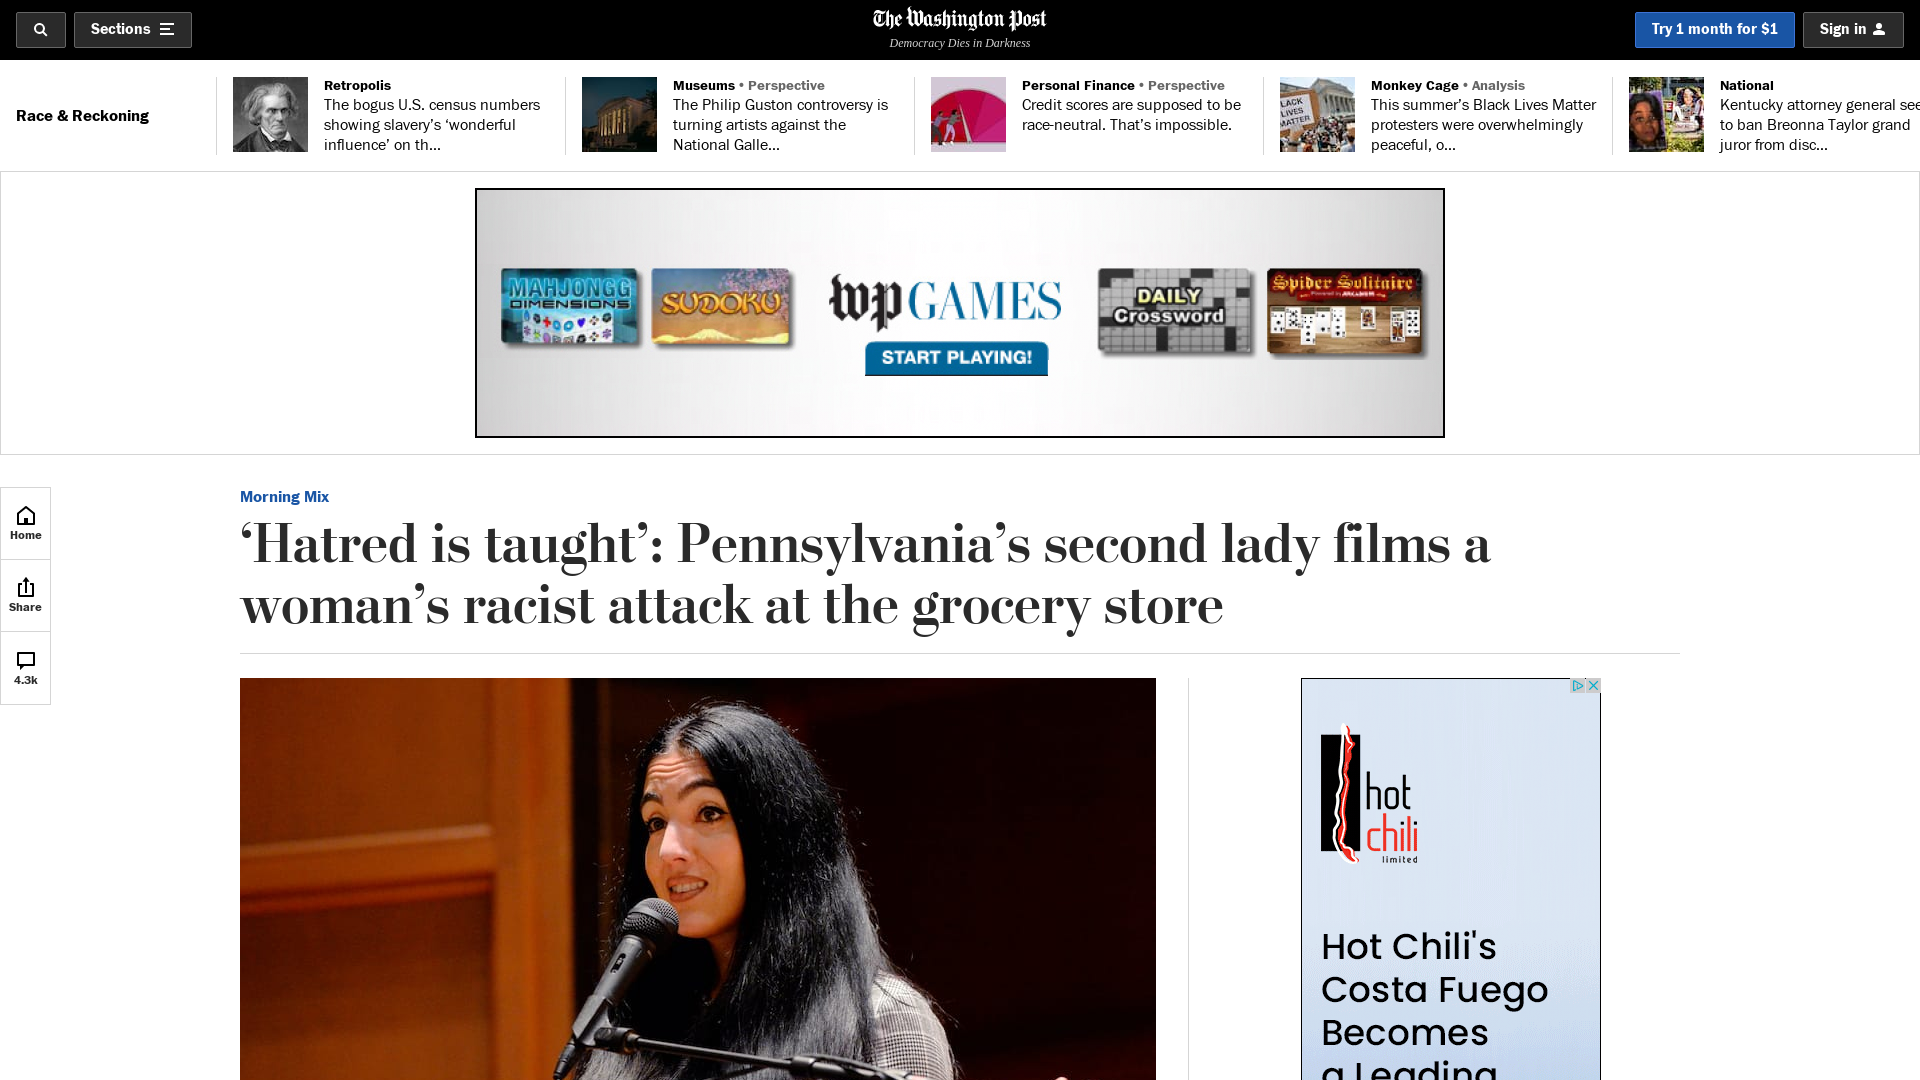 Sections
The Washington Post
Democracy Dies in Darkness
Try 1 month for $1
Sign in
Race & Reckoning
Retropolis
The bogus U.S. census numbers
showing slavery’s ‘wonderful
influence’ on th...
Museums • Perspective
The Philip Guston controversy is
turning artists against the
National Galle...
Personal Finance • Perspective
Credit scores are supposed to be
race-neutral. That’s impossible.
Monkey Cage • Analysis
This summer’s Black Lives Matter
protesters were overwhelmingly
peaceful, o...
LACK
LIVES
MATTER
National
Kentucky attorney general see
to ban Breonna Taylor grand
juror from disc...
MAHJONGG
DIMENSIONS
SUDOKU
wp GAMES
START PLAYING!
DAILY
Crossword
Spider Solitaire
Home
Share
4.3k
Morning Mix
‘Hatred is taught’: Pennsylvania’s second lady films a
woman’s racist attack at the grocery store
hot
chili
limited
Hot Chili's
Costa Fuego
Becomes
a Leading